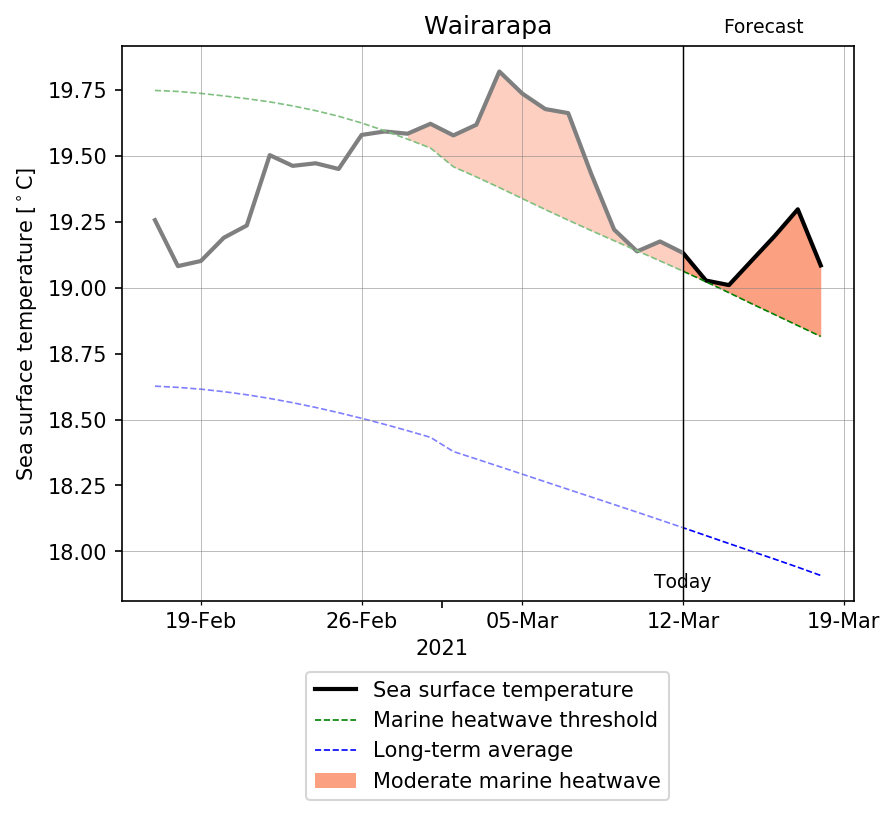 Wairarapa
Forecast
Sea surface temperature [°C]
19.75
19.50
19.25
19.00
18.75
18.50
18.25
18.00
Today
19-Feb 26-Feb 05-Mar 12-Mar 19-Mar
2021
Sea surface temperature
Marine heatwave threshold
Long-term average
Moderate marine heatwave